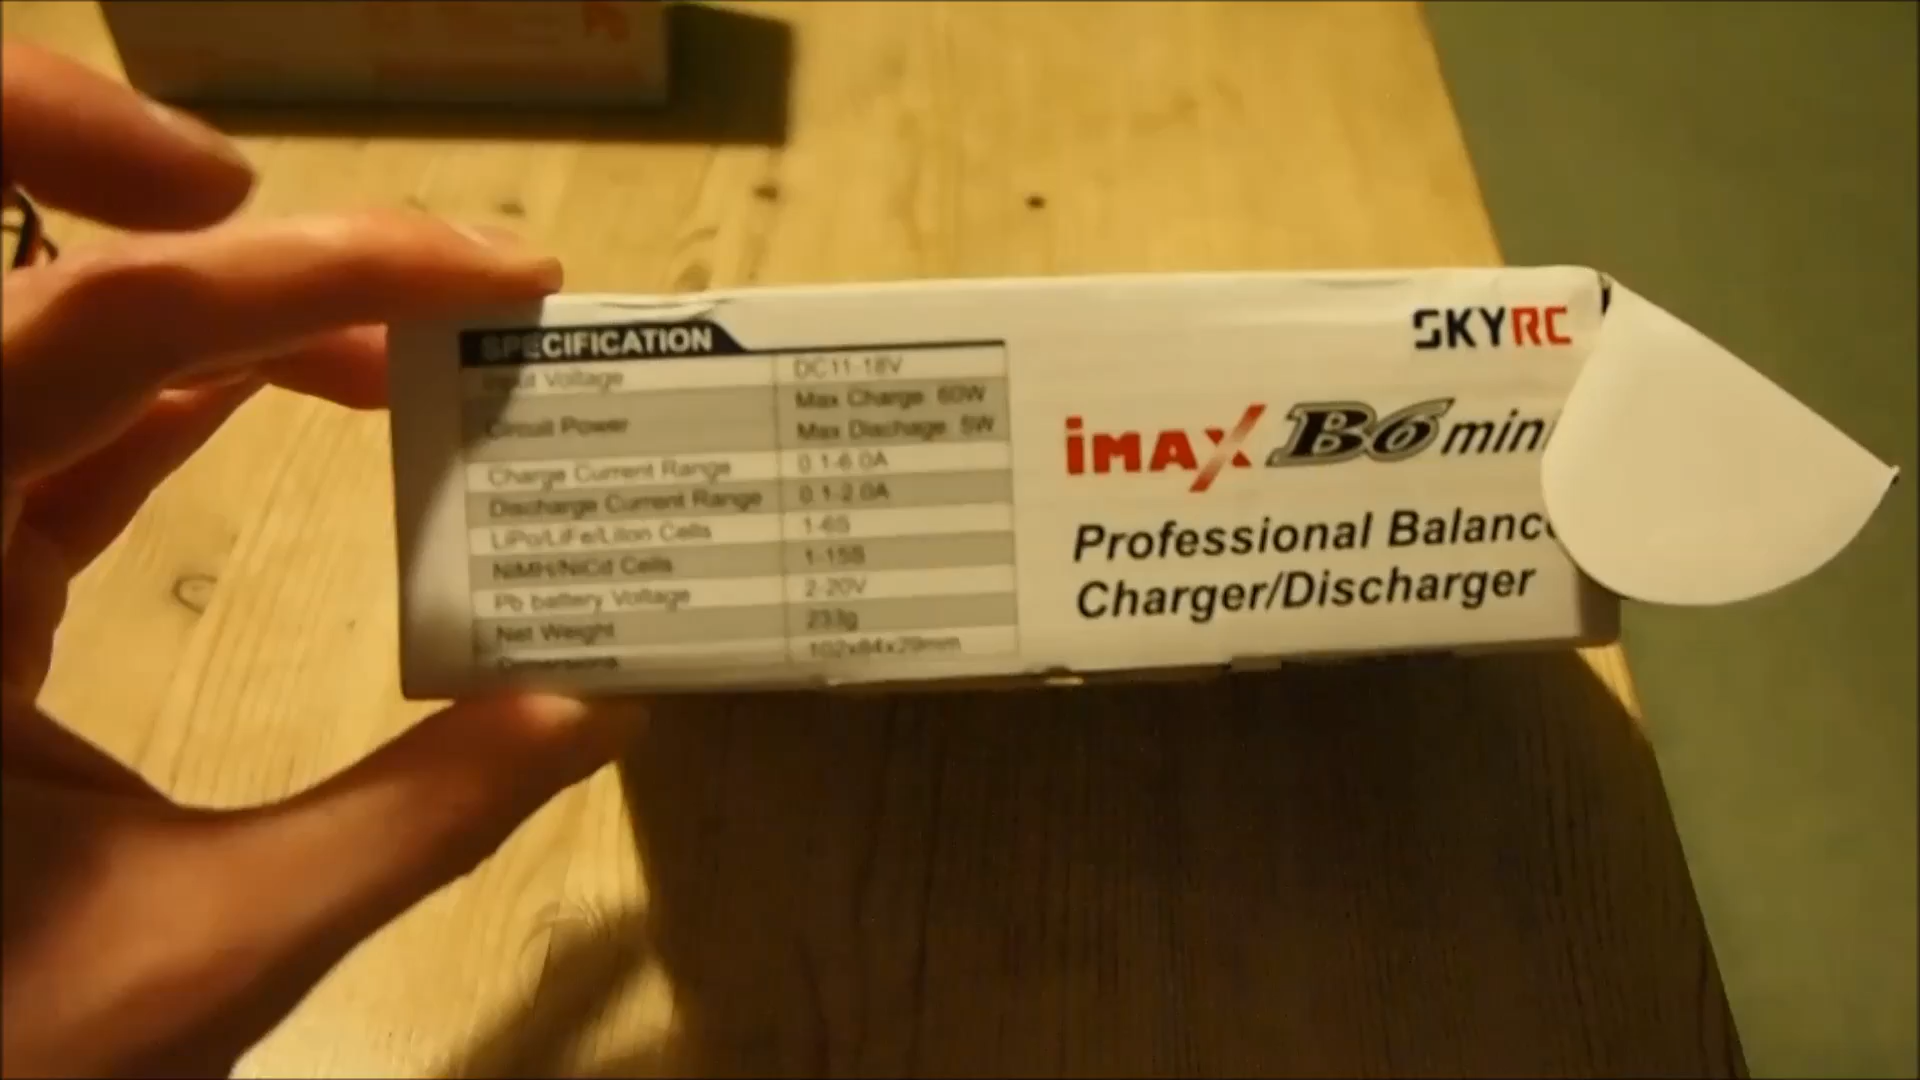 SPECIFICATION
Input Voltage DC11-18V
Circuit Power Max Charge: 60W
Max Dischage: 5W
Charge Current Range 0.1-6.0A
Discharge Current Range 0.1-2.0A
LiPo/LiFe/LiIon Cells 1-6S
NiMH/NiCd Cells 1-15S
Pb battery Voltage 2-20V
Net Weight 233g
Dimensions 102x84x29mm
SKYRC
iMAX B6 mini
Professional Balance
Charger/Discharger